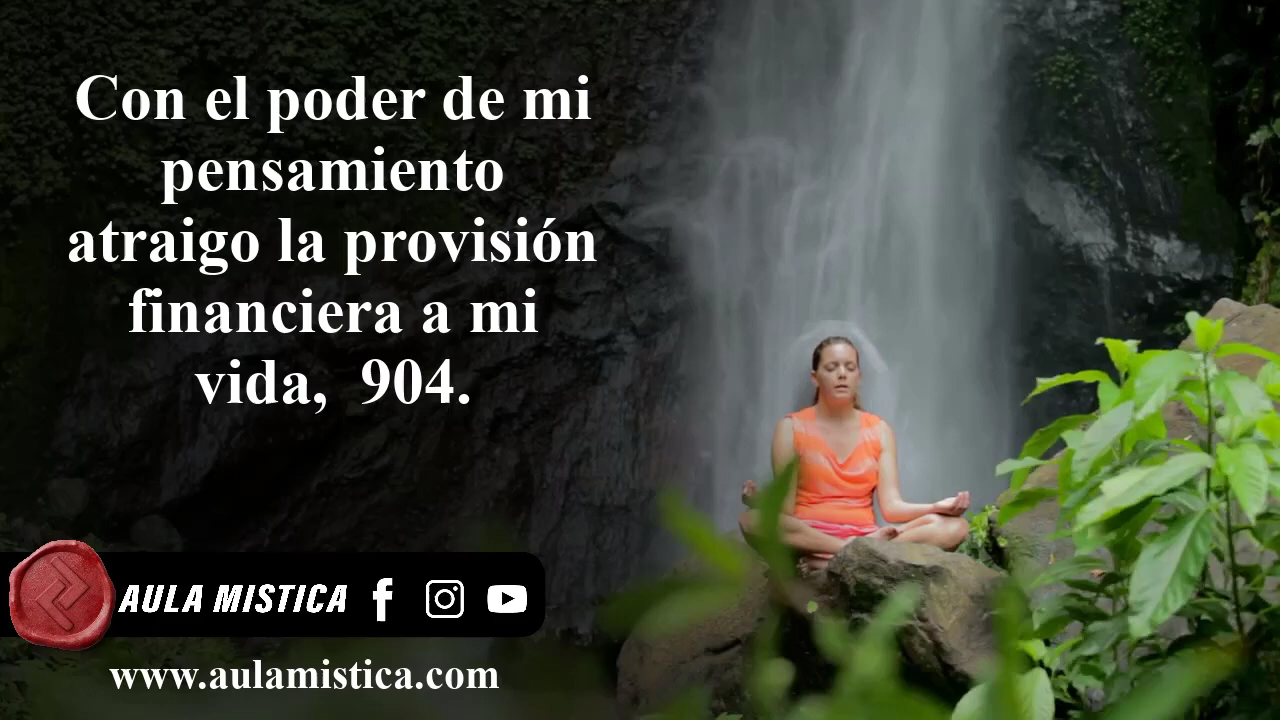 Con el poder de mi
pensamiento
atraigo la provisión
financiera a mi
vida,  904.
AULA MISTICA
www.aulamistica.com